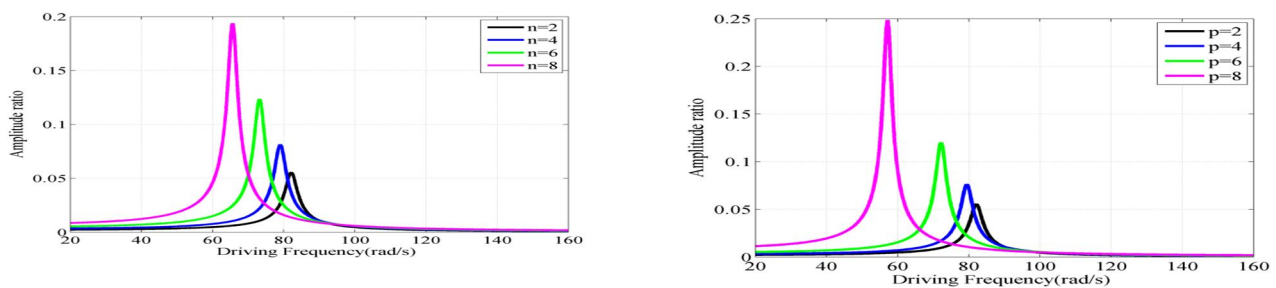 0.2
0.15
0.1
0.05
0
Amplitude ratio
20 40 60 80 100 120 140 160
Driving Frequency(rad/s)
n=2
n=4
n=6
n=8
0.25
0.2
0.15
0.1
0.05
0
Amplitude ratio
20 40 60 80 100 120 140 160
Driving Frequency(rad/s)
p=2
p=4
p=6
p=8